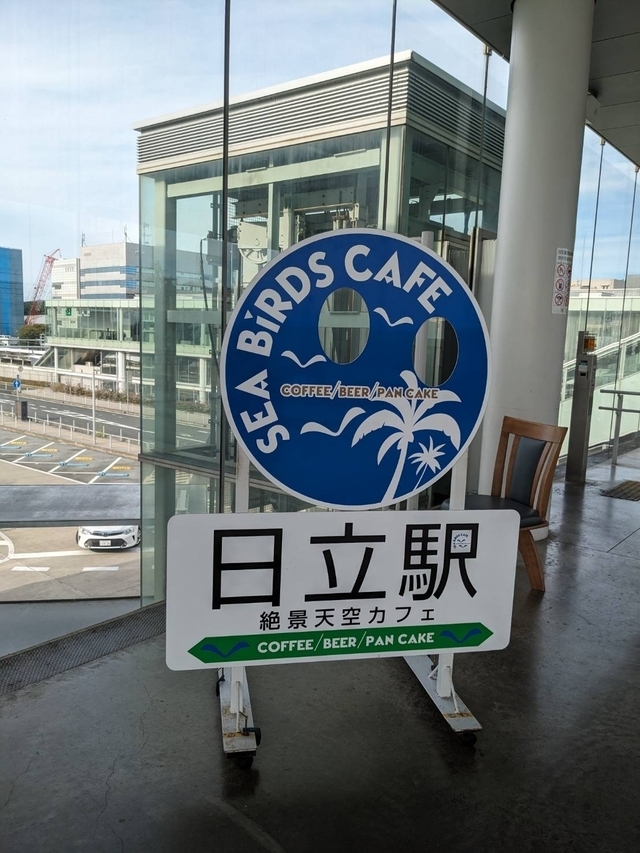 SEA BiRDS CAFE
COFFEE/BEER/PAN CAKE
日立駅
絶景天空カフェ
COFFEE/BEER/PAN CAKE